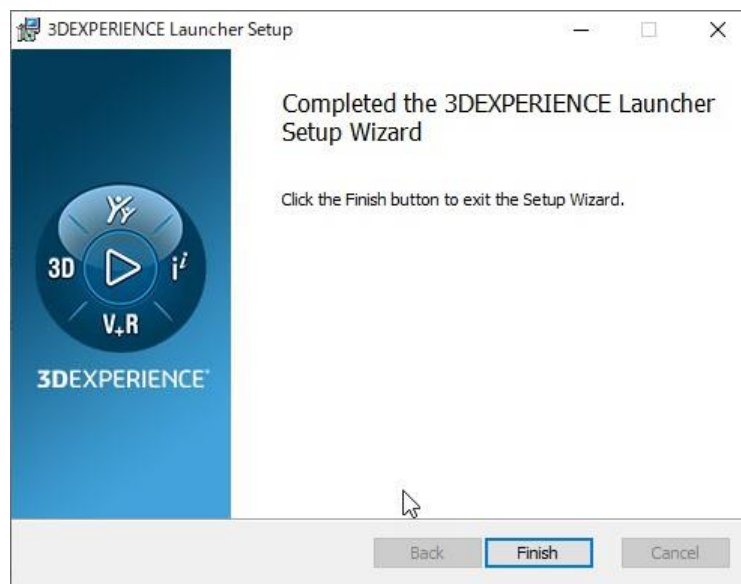 3DEXPERIENCE Launcher Setup
Completed the 3DEXPERIENCE Launcher
Setup Wizard
Click the Finish button to exit the Setup Wizard.
3D
iⁱ
V+R
3DEXPERIENCE®
Back
Finish
Cancel